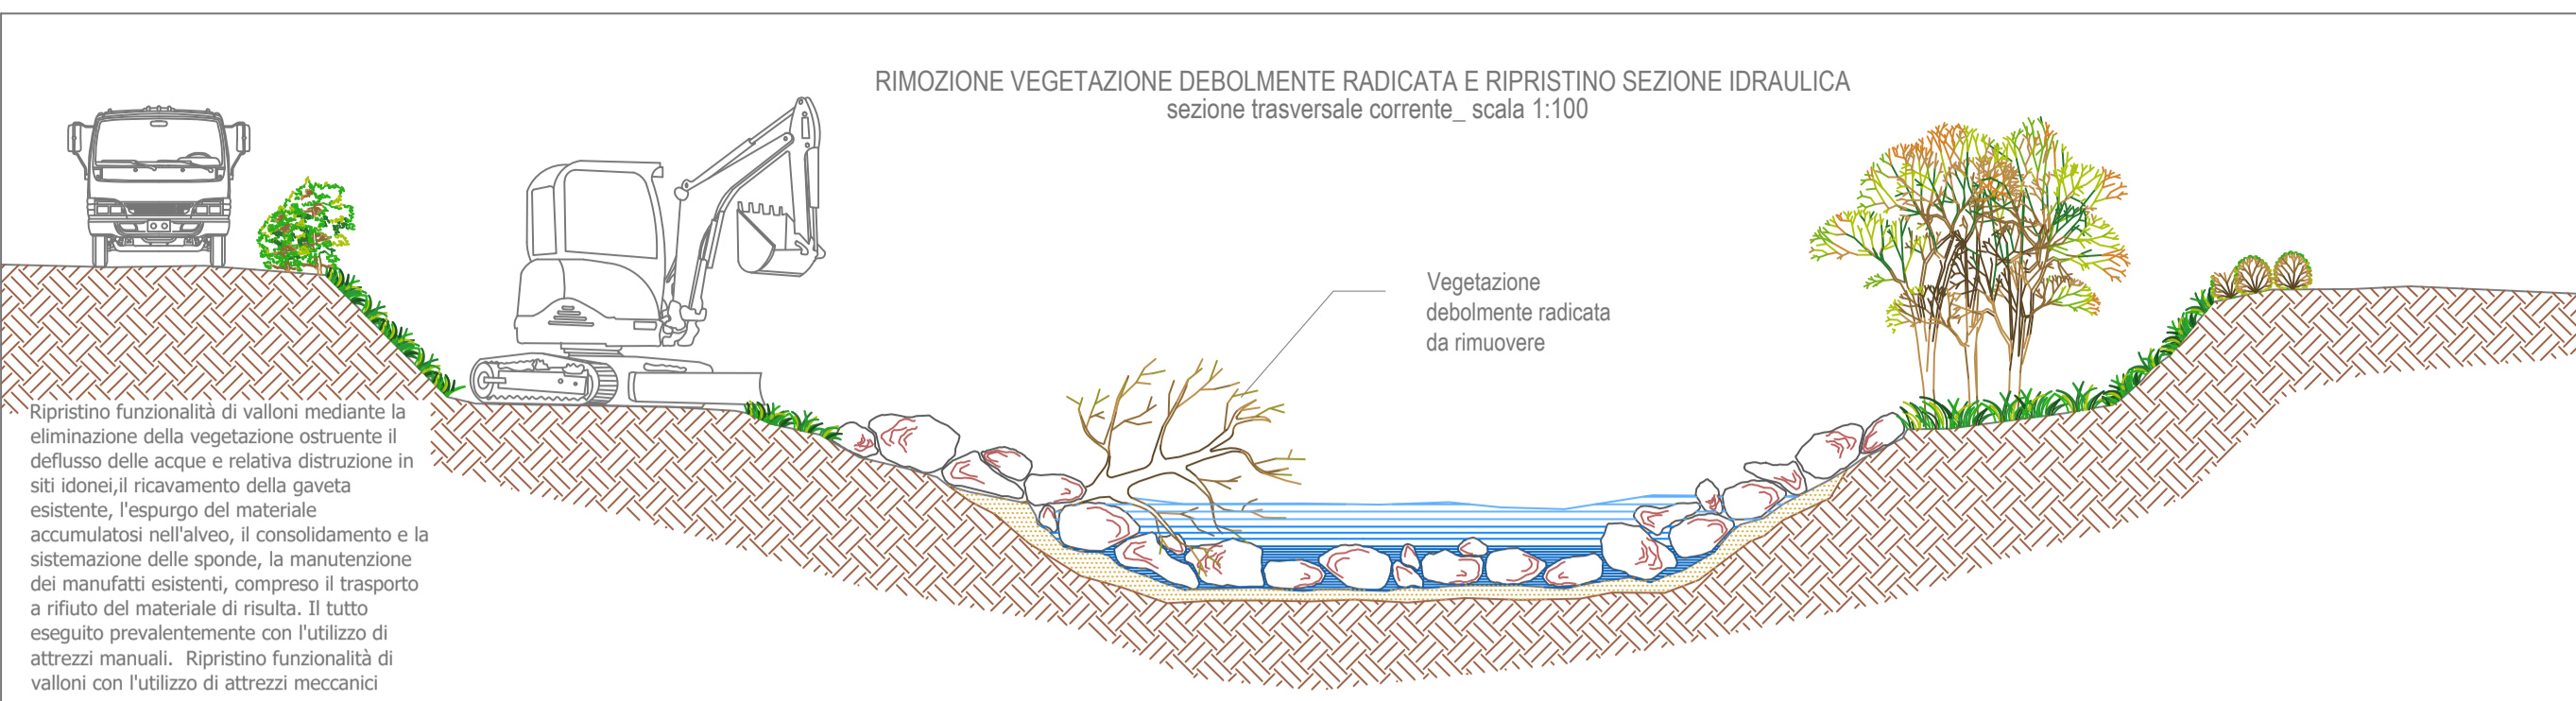 RIMOZIONE VEGETAZIONE DEBOLMENTE RADICATA E RIPRISTINO SEZIONE IDRAULICA
sezione trasversale corrente_ scala 1:100
Vegetazione
debolmente radicata
da rimuovere
Ripristino funzionalità di valloni mediante la
eliminazione della vegetazione ostruente il
deflusso delle acque e relativa distruzione in
siti idonei,il ricavamento della gaveta
esistente, l'espurgo del materiale
accumulatosi nell'alveo, il consolidamento e la
sistemazione delle sponde, la manutenzione
dei manufatti esistenti, compreso il trasporto
a rifiuto del materiale di risulta. Il tutto
eseguito prevalentemente con l'utilizzo di
attrezzi manuali.  Ripristino funzionalità di
valloni con l'utilizzo di attrezzi meccanici